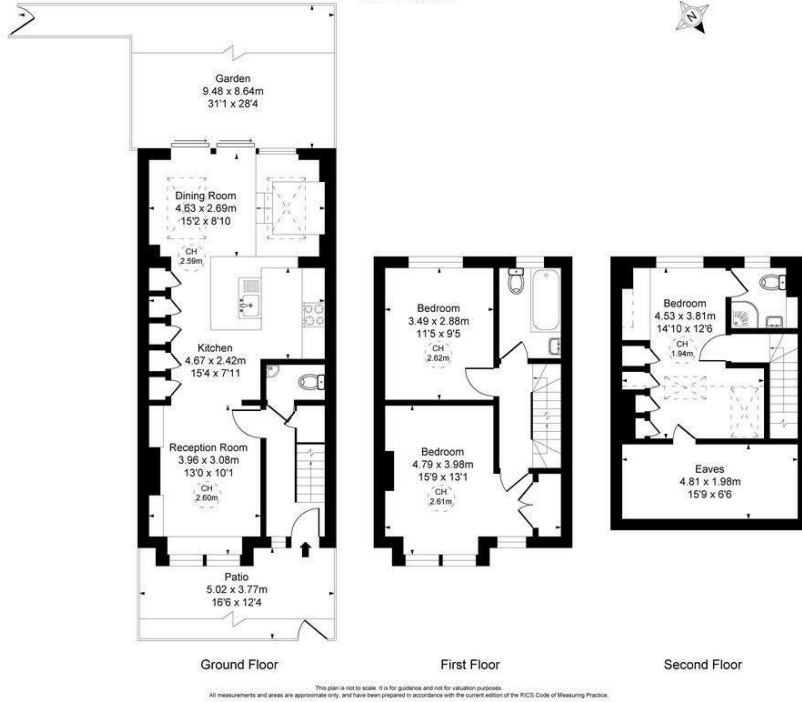 N
Garden
9.48 x 8.64m
31'1 x 28'4
Dining Room
4.63 x 2.69m
15'2 x 8'10
CH
2.59m
Kitchen
4.67 x 2.42m
15'4 x 7'11
Reception Room
3.96 x 3.08m
13'0 x 10'1
CH
2.60m
Patio
5.02 x 3.77m
16'6 x 12'4
Ground Floor
Bedroom
3.49 x 2.88m
11'5 x 9'5
CH
2.62m
Bedroom
4.79 x 3.98m
15'9 x 13'1
CH
2.61m
First Floor
Bedroom
4.53 x 3.81m
14'10 x 12'6
CH
1.94m
Eaves
4.81 x 1.98m
15'9 x 6'6
Second Floor
This plan is not to scale. It is for guidance and not for valuation purposes.
All measurements and areas are approximate only, and have been prepared in accordance with the current edition of the RICS Code of Measuring Practice.